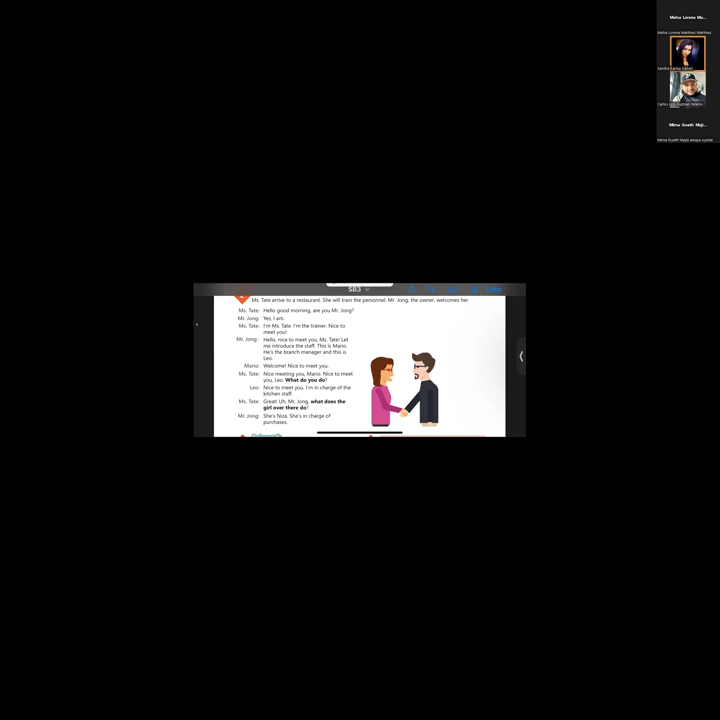 Melva Lorena Ma...
Melva Lorena Martinez Martinez
Sandra Karina Galvez
Mirna Iliseth Meji...
SB3
Ms. Tate arrive to a restaurant. She will train the personnel. Mr. Jong, the owner, welcomes her.
Ms. Tate: Hello good morning, are you Mr. Jong?
Mr. Jong: Yes, I am.
Ms. Tate: I'm Ms. Tate. I'm the trainer. Nice to
meet you!
Mr. Jong : Hello, nice to meet you, Ms. Tate! Let
me introduce the staff. This is Mario.
He's the branch manager and this is
Leo.
Mario: Welcome! Nice to meet you.
Ms. Tate: Nice meeting you, Mario. Nice to meet
you, Leo. What do you do?
Leo: Nice to meet you. I'm in charge of the
kitchen staff.
Ms. Tate: Great! Uh, Mr. Jong, what does the
girl over there do?
Mr. Jong: She's Niza. She's in charge of
purchases.